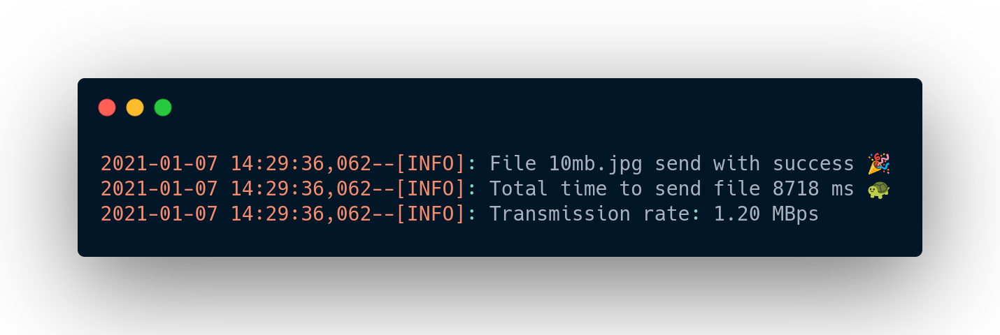 2021-01-07 14:29:36,062--[INFO]: File 10mb.jpg send with success 🎉
2021-01-07 14:29:36,062--[INFO]: Total time to send file 8718 ms 🐢
2021-01-07 14:29:36,062--[INFO]: Transmission rate: 1.20 MBps